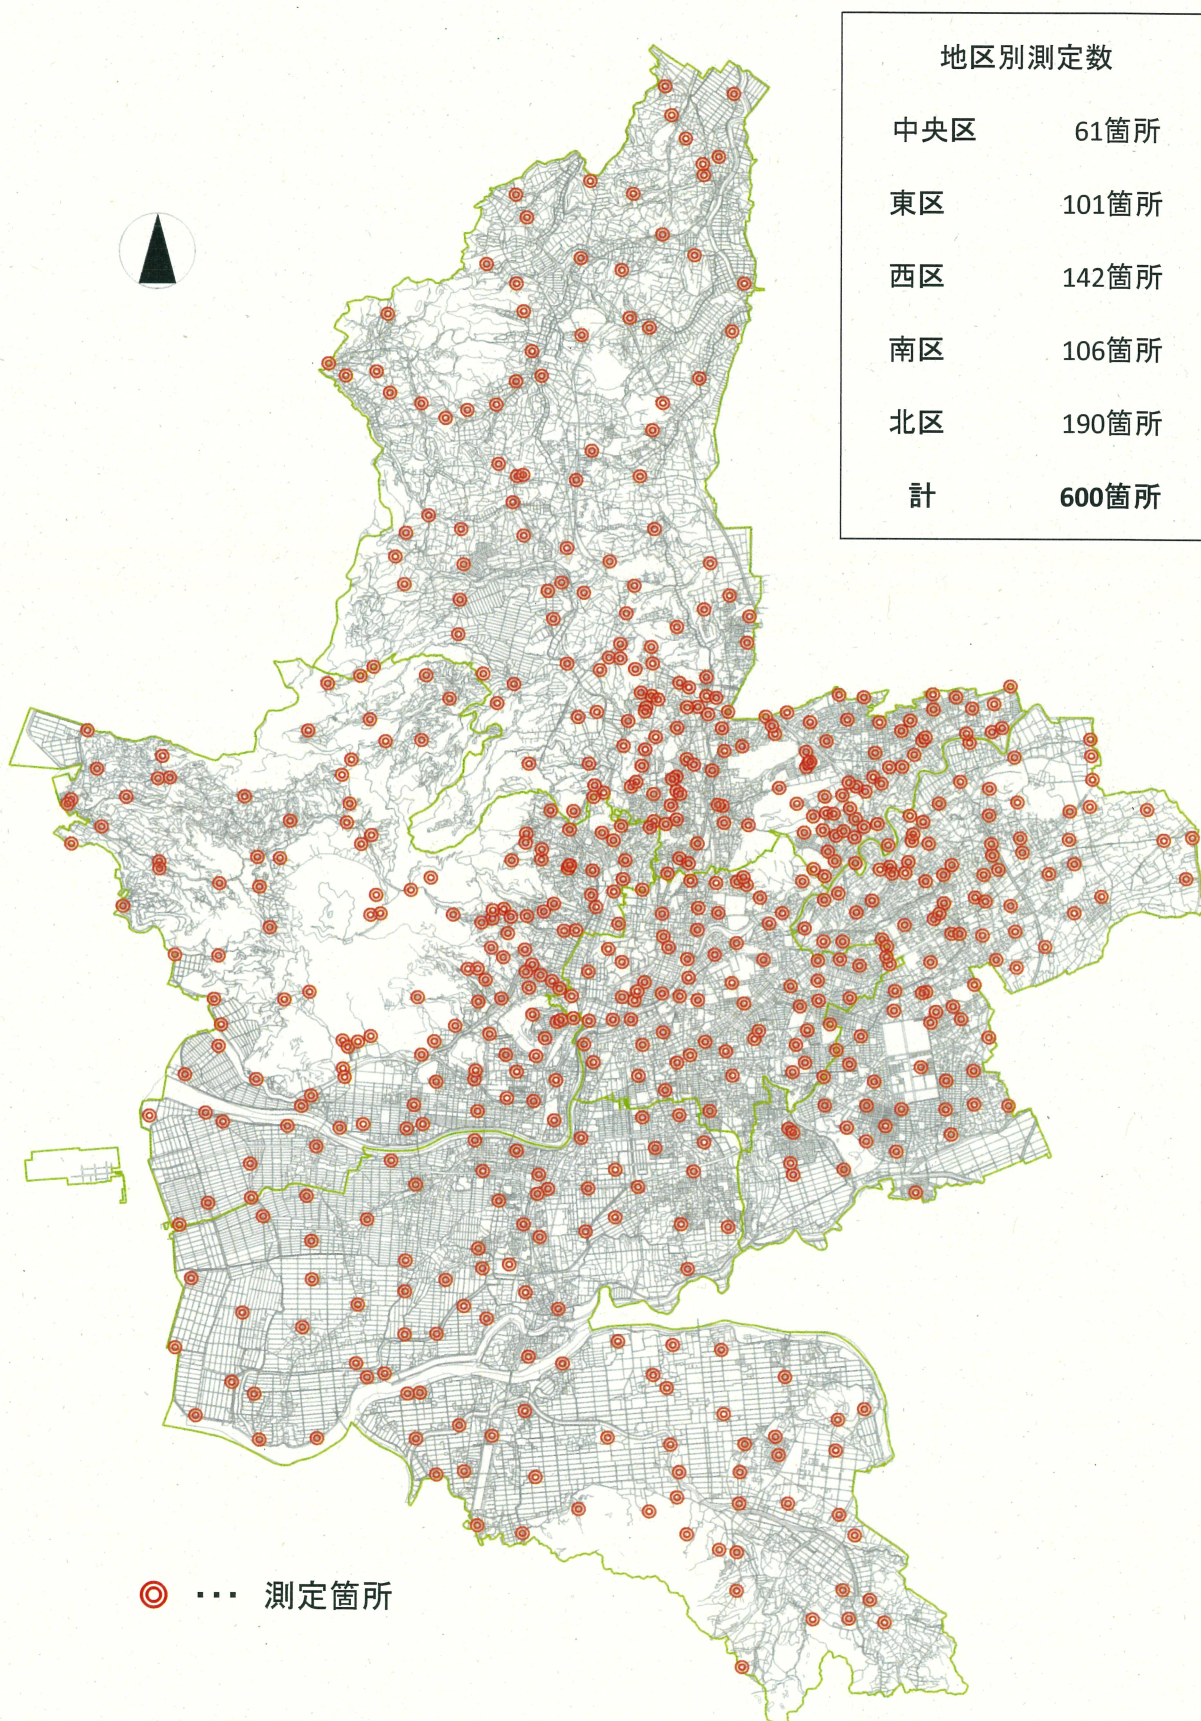 地区別測定数
中央区 61箇所
東区 101箇所
西区 142箇所
南区 106箇所
北区 190箇所
計 600箇所
… 測定箇所